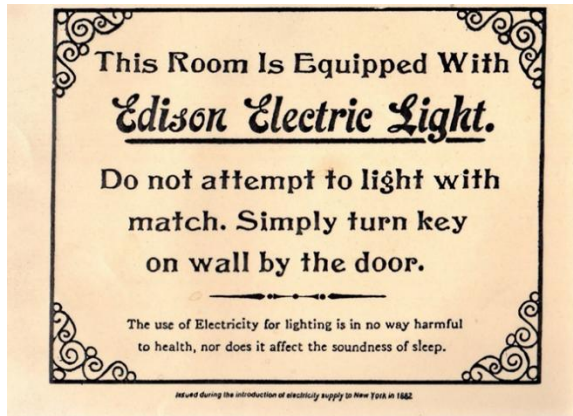 This Room Is Equipped With
Edison Electric Light.
Do not attempt to light with
match. Simply turn key
on wall by the door.
The use of Electricity for lighting is in no way harmful
to health, nor does it affect the soundness of sleep.
Issued during the introduction of electricity supply to New York in 1882